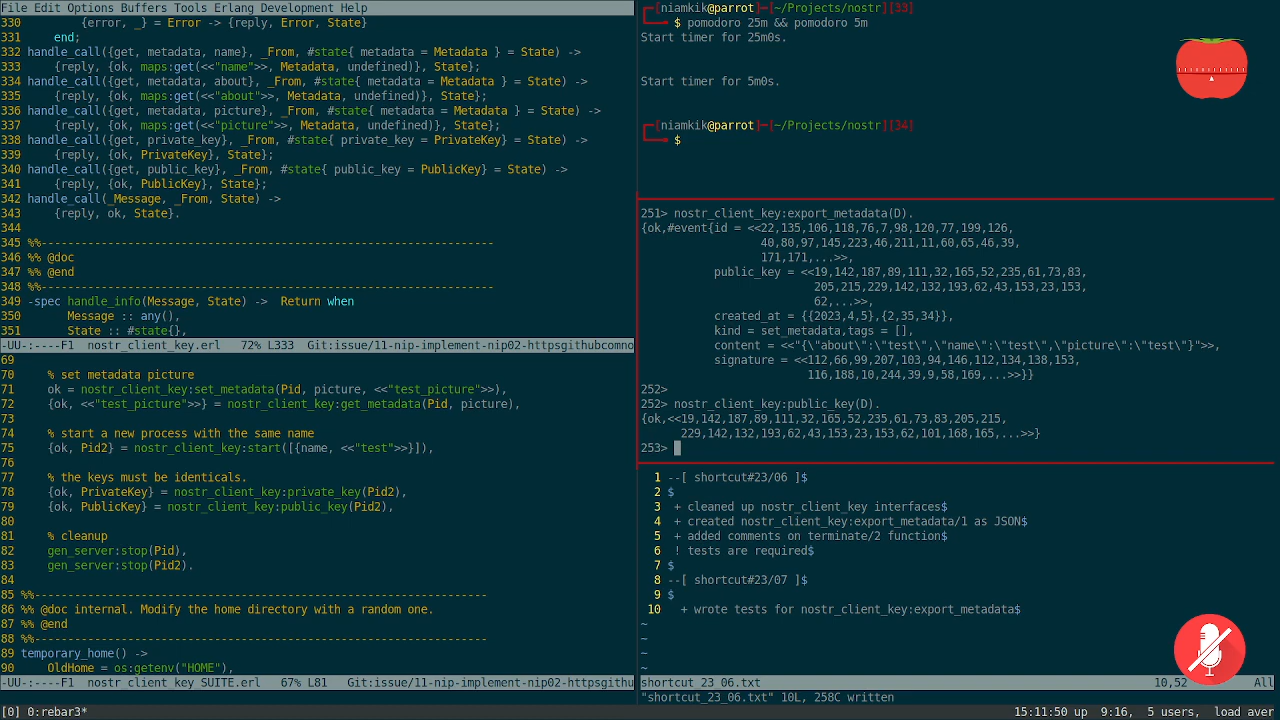 File Edit Options Buffers Tools Erlang Development Help
330         {error, _} = Error -> {reply, Error, State}
331     end;
332 handle_call({get, metadata, name}, _From, #state{ metadata = Metadata } = State) ->
333     {reply, {ok, maps:get(<<"name">>, Metadata, undefined)}, State};
334 handle_call({get, metadata, about}, _From, #state{ metadata = Metadata } = State) ->
335     {reply, {ok, maps:get(<<"about">>, Metadata, undefined)}, State};
336 handle_call({get, metadata, picture}, _From, #state{ metadata = Metadata } = State) ->
337     {reply, {ok, maps:get(<<"picture">>, Metadata, undefined)}, State};
338 handle_call({get, private_key}, _From, #state{ private_key = PrivateKey} = State) ->
339     {reply, {ok, PrivateKey}, State};
340 handle_call({get, public_key}, _From, #state{ public_key = PublicKey} = State) ->
341     {reply, {ok, PublicKey}, State};
342 handle_call(_Message, _From, State) ->
343     {reply, ok, State}.
344
345 %%-------------------------------------------------------------------
346 %% @doc
347 %% @end
348 %%-------------------------------------------------------------------
349 -spec handle_info(Message, State) ->  Return when
350       Message :: any(),
351       State :: #state{},
-UU-:----F1  nostr_client_key.erl   72% L333  Git:issue/11-nip-implement-nip02-httpsgithubcomno
69
70     % set metadata picture
71     ok = nostr_client_key:set_metadata(Pid, picture, <<"test_picture">>),
72     {ok, <<"test_picture">>} = nostr_client_key:get_metadata(Pid, picture),
73
74     % start a new process with the same name
75     {ok, Pid2} = nostr_client_key:start([{name, <<"test">>}]),
76
77     % the keys must be identicals.
78     {ok, PrivateKey} = nostr_client_key:private_key(Pid2),
79     {ok, PublicKey} = nostr_client_key:public_key(Pid2),
80
81     % cleanup
82     gen_server:stop(Pid),
83     gen_server:stop(Pid2).
84
85 %%-------------------------------------------------------------------
86 %% @doc internal. Modify the home directory with a random one.
87 %% @end
88 %%-------------------------------------------------------------------
89 temporary_home() ->
90     OldHome = os:getenv("HOME"),
-UU-:----F1  nostr_client_key_SUITE.erl   67% L81   Git:issue/11-nip-implement-nip02-httpsgithu
[niamkik@parrot]-[~/Projects/nostr][33]
$ pomodoro 25m && pomodoro 5m
Start timer for 25m0s.
Start timer for 5m0s.
[niamkik@parrot]-[~/Projects/nostr][34]
$
251> nostr_client_key:export_metadata(D).
{ok,#event{id = <<22,135,106,118,76,7,98,120,77,199,126,
40,80,97,145,223,46,211,11,60,65,46,39,
171,171,...>>,
public_key = <<19,142,187,89,111,32,165,52,235,61,73,83,
205,215,229,142,132,193,62,43,153,23,153,
62,...>>,
created_at = {{2023,4,5},{2,35,34}},
kind = set_metadata,tags = [],
content = <<"{\"about\":\"test\",\"name\":\"test\",\"picture\":\"test\"}">>,
signature = <<112,66,99,207,103,94,146,112,134,138,153,
116,188,10,244,39,9,58,169,...>>}}
252>
252> nostr_client_key:public_key(D).
{ok,<<19,142,187,89,111,32,165,52,235,61,73,83,205,215,
229,142,132,193,62,43,153,23,153,62,101,168,165,...>>}
253>
1 --[ shortcut#23/06 ]$
2 $
3  + cleaned up nostr_client_key interfaces$
4  + created nostr_client_key:export_metadata/1 as JSON$
5  + added comments on terminate/2 function$
6  ! tests are required$
7 $
8 --[ shortcut#23/07 ]$
9 $
10   + wrote tests for nostr_client_key:export_metadata$
~
~
~
~
shortcut_23_06.txt                    10,52          All
"shortcut_23_06.txt" 10L, 258C written
[0] 0:rebar3*                    15:11:50 up  9:16,  5 users,  load aver